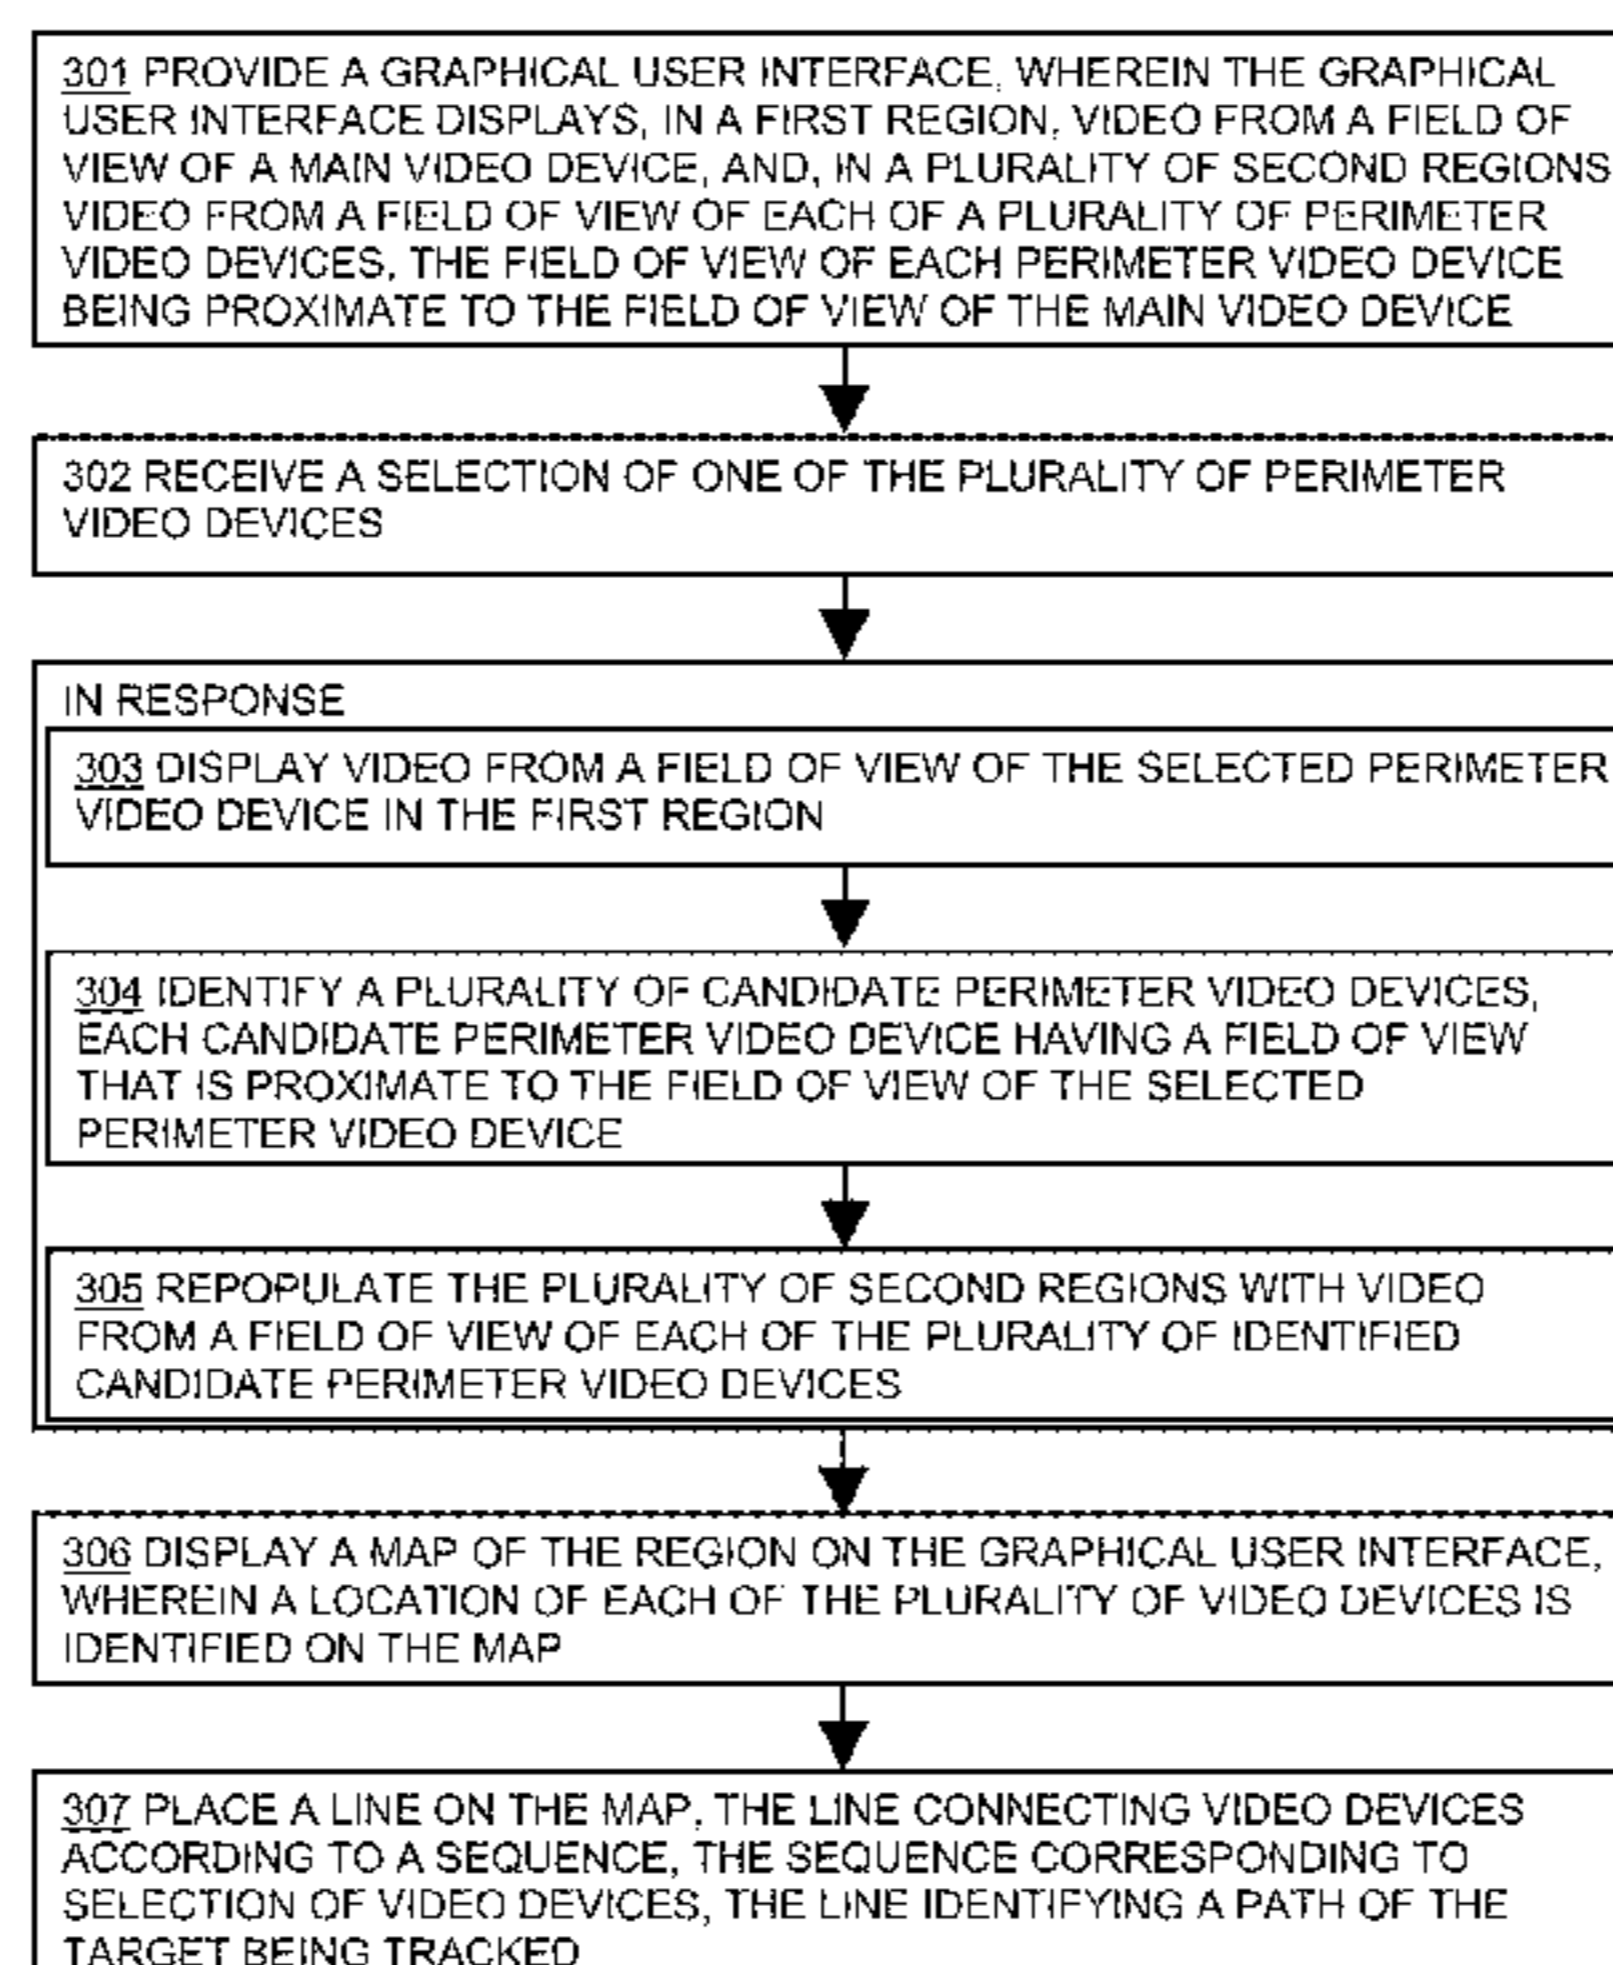 301 PROVIDE A GRAPHICAL USER INTERFACE, WHEREIN THE GRAPHICAL
USER INTERFACE DISPLAYS, IN A FIRST REGION, VIDEO FROM A FIELD OF
VIEW OF A MAIN VIDEO DEVICE, AND, IN A PLURALITY OF SECOND REGIONS
VIDEO FROM A FIELD OF VIEW OF EACH OF A PLURALITY OF PERIMETER
VIDEO DEVICES, THE FIELD OF VIEW OF EACH PERIMETER VIDEO DEVICE
BEING PROXIMATE TO THE FIELD OF VIEW OF THE MAIN VIDEO DEVICE
302 RECEIVE A SELECTION OF ONE OF THE PLURALITY OF PERIMETER
VIDEO DEVICES
IN RESPONSE
303 DISPLAY VIDEO FROM A FIELD OF VIEW OF THE SELECTED PERIMETER
VIDEO DEVICE IN THE FIRST REGION
304 IDENTIFY A PLURALITY OF CANDIDATE PERIMETER VIDEO DEVICES,
EACH CANDIDATE PERIMETER VIDEO DEVICE HAVING A FIELD OF VIEW
THAT IS PROXIMATE TO THE FIELD OF VIEW OF THE SELECTED
PERIMETER VIDEO DEVICE
305 REPOPULATE THE PLURALITY OF SECOND REGIONS WITH VIDEO
FROM A FIELD OF VIEW OF EACH OF THE PLURALITY OF IDENTIFIED
CANDIDATE PERIMETER VIDEO DEVICES
306 DISPLAY A MAP OF THE REGION ON THE GRAPHICAL USER INTERFACE,
WHEREIN A LOCATION OF EACH OF THE PLURALITY OF VIDEO DEVICES IS
IDENTIFIED ON THE MAP
307 PLACE A LINE ON THE MAP, THE LINE CONNECTING VIDEO DEVICES
ACCORDING TO A SEQUENCE, THE SEQUENCE CORRESPONDING TO
SELECTION OF VIDEO DEVICES, THE LINE IDENTIFYING A PATH OF THE
TARGET BEING TRACKED